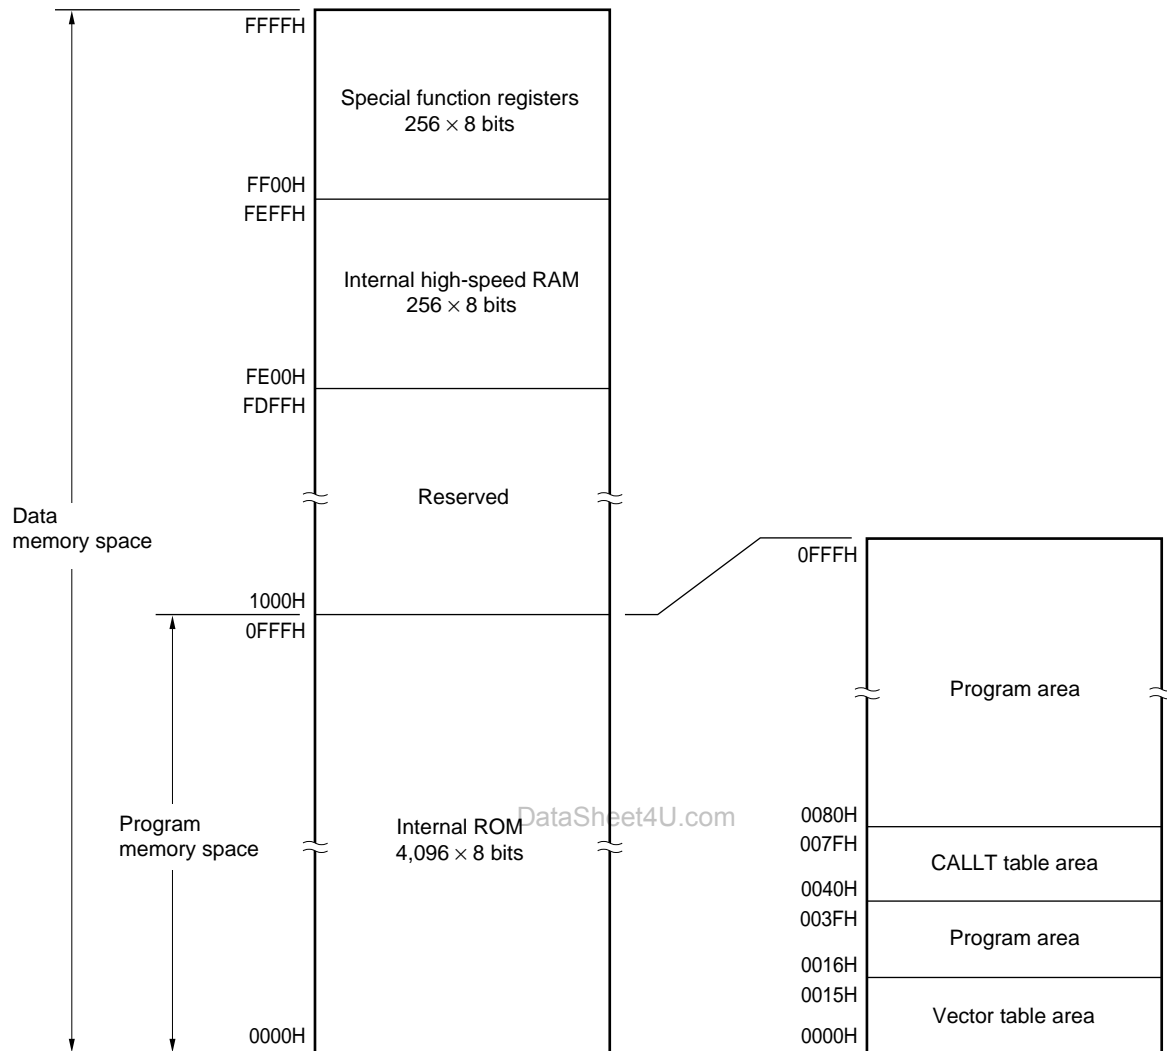 FFFFH
Special function registers
256 × 8 bits
FF00H
FEFFH
Internal high-speed RAM
256 × 8 bits
FE00H
FDFFH
Reserved
Data
memory space
1000H
0FFFH
Program
memory space
Internal ROM
4,096 × 8 bits
0000H
DataSheet4U.com
0FFFH
Program area
0080H
007FH
CALLT table area
0040H
003FH
Program area
0016H
0015H
Vector table area
0000H